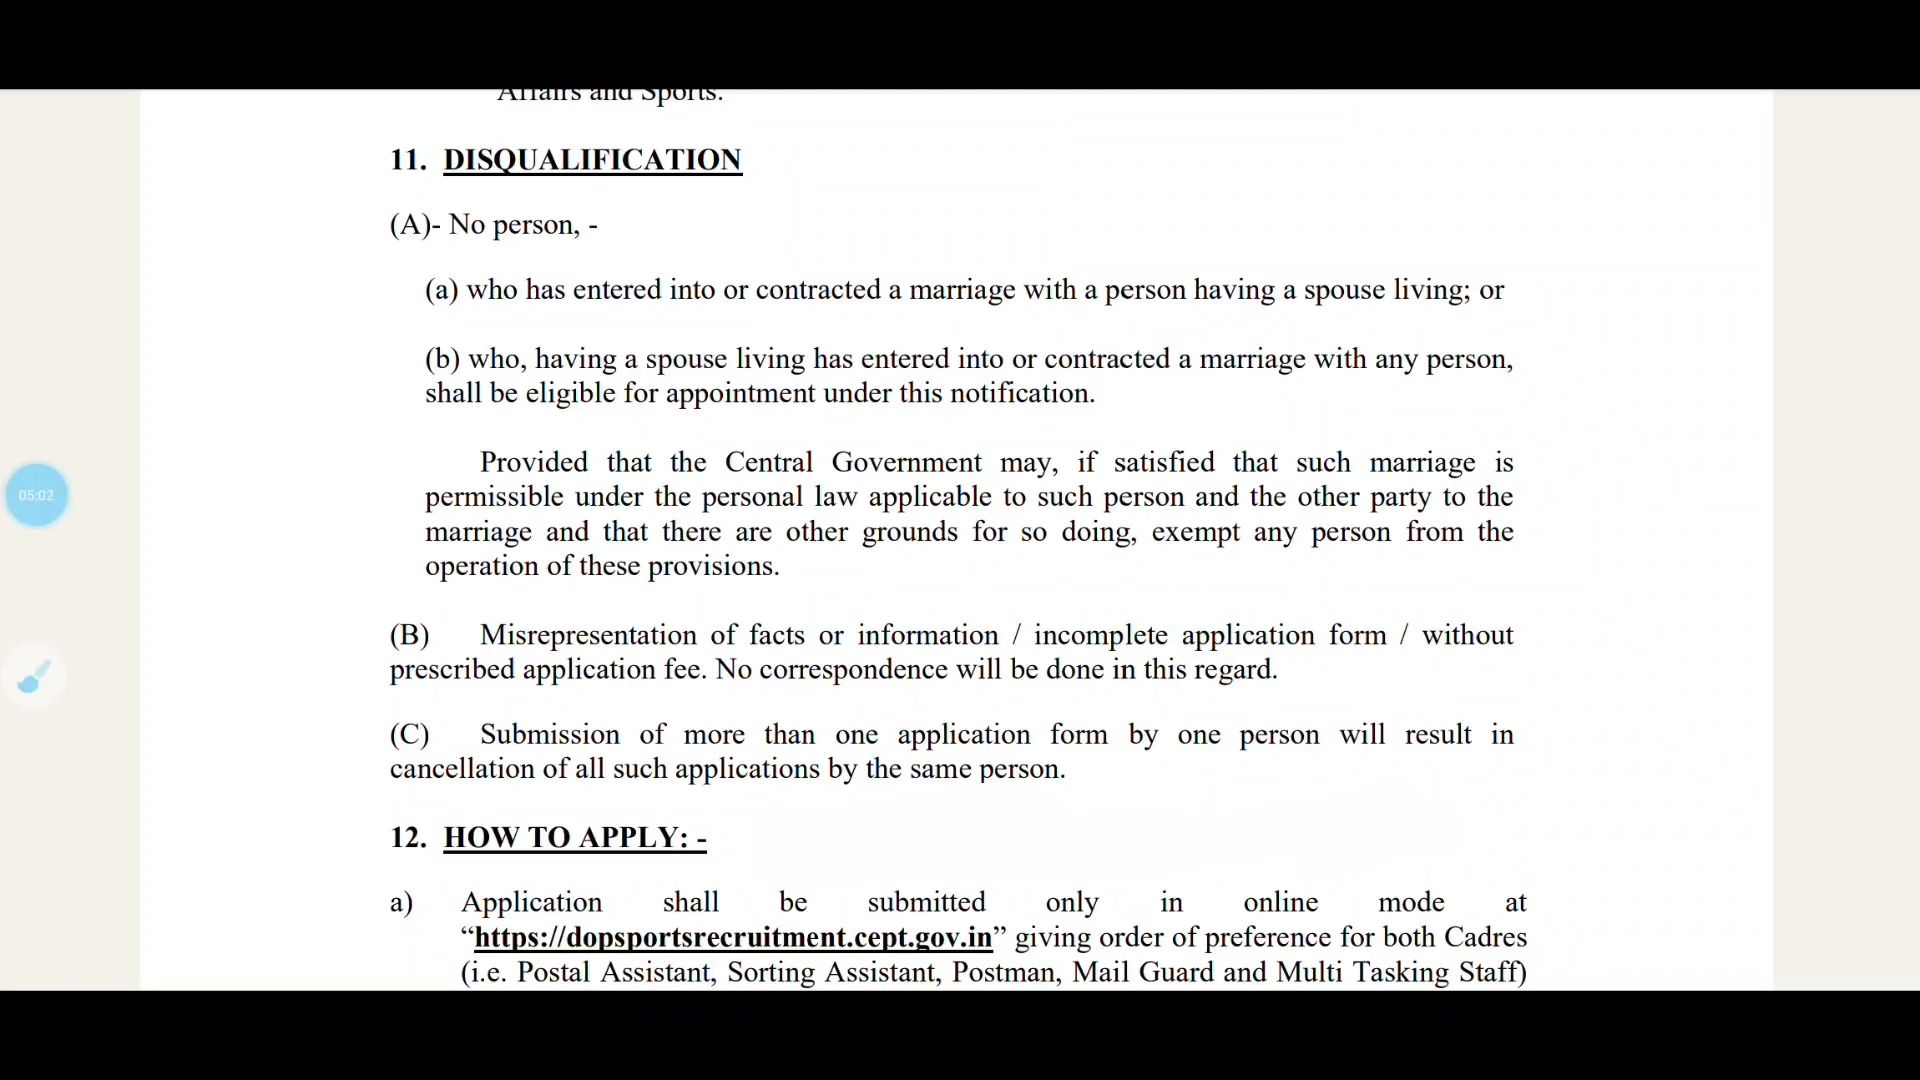 Affairs and Sports.
11. DISQUALIFICATION
(A)- No person, -
(a) who has entered into or contracted a marriage with a person having a spouse living; or
(b) who, having a spouse living has entered into or contracted a marriage with any person,
shall be eligible for appointment under this notification.
Provided that the Central Government may, if satisfied that such marriage is
permissible under the personal law applicable to such person and the other party to the
marriage and that there are other grounds for so doing, exempt any person from the
operation of these provisions.
05:02
(B) Misrepresentation of facts or information / incomplete application form / without
prescribed application fee. No correspondence will be done in this regard.
(C) Submission of more than one application form by one person will result in
cancellation of all such applications by the same person.
12. HOW TO APPLY: -
a) Application shall be submitted only in online mode at
“https://dopsportsrecruitment.cept.gov.in” giving order of preference for both Cadres
(i.e. Postal Assistant, Sorting Assistant, Postman, Mail Guard and Multi Tasking Staff)